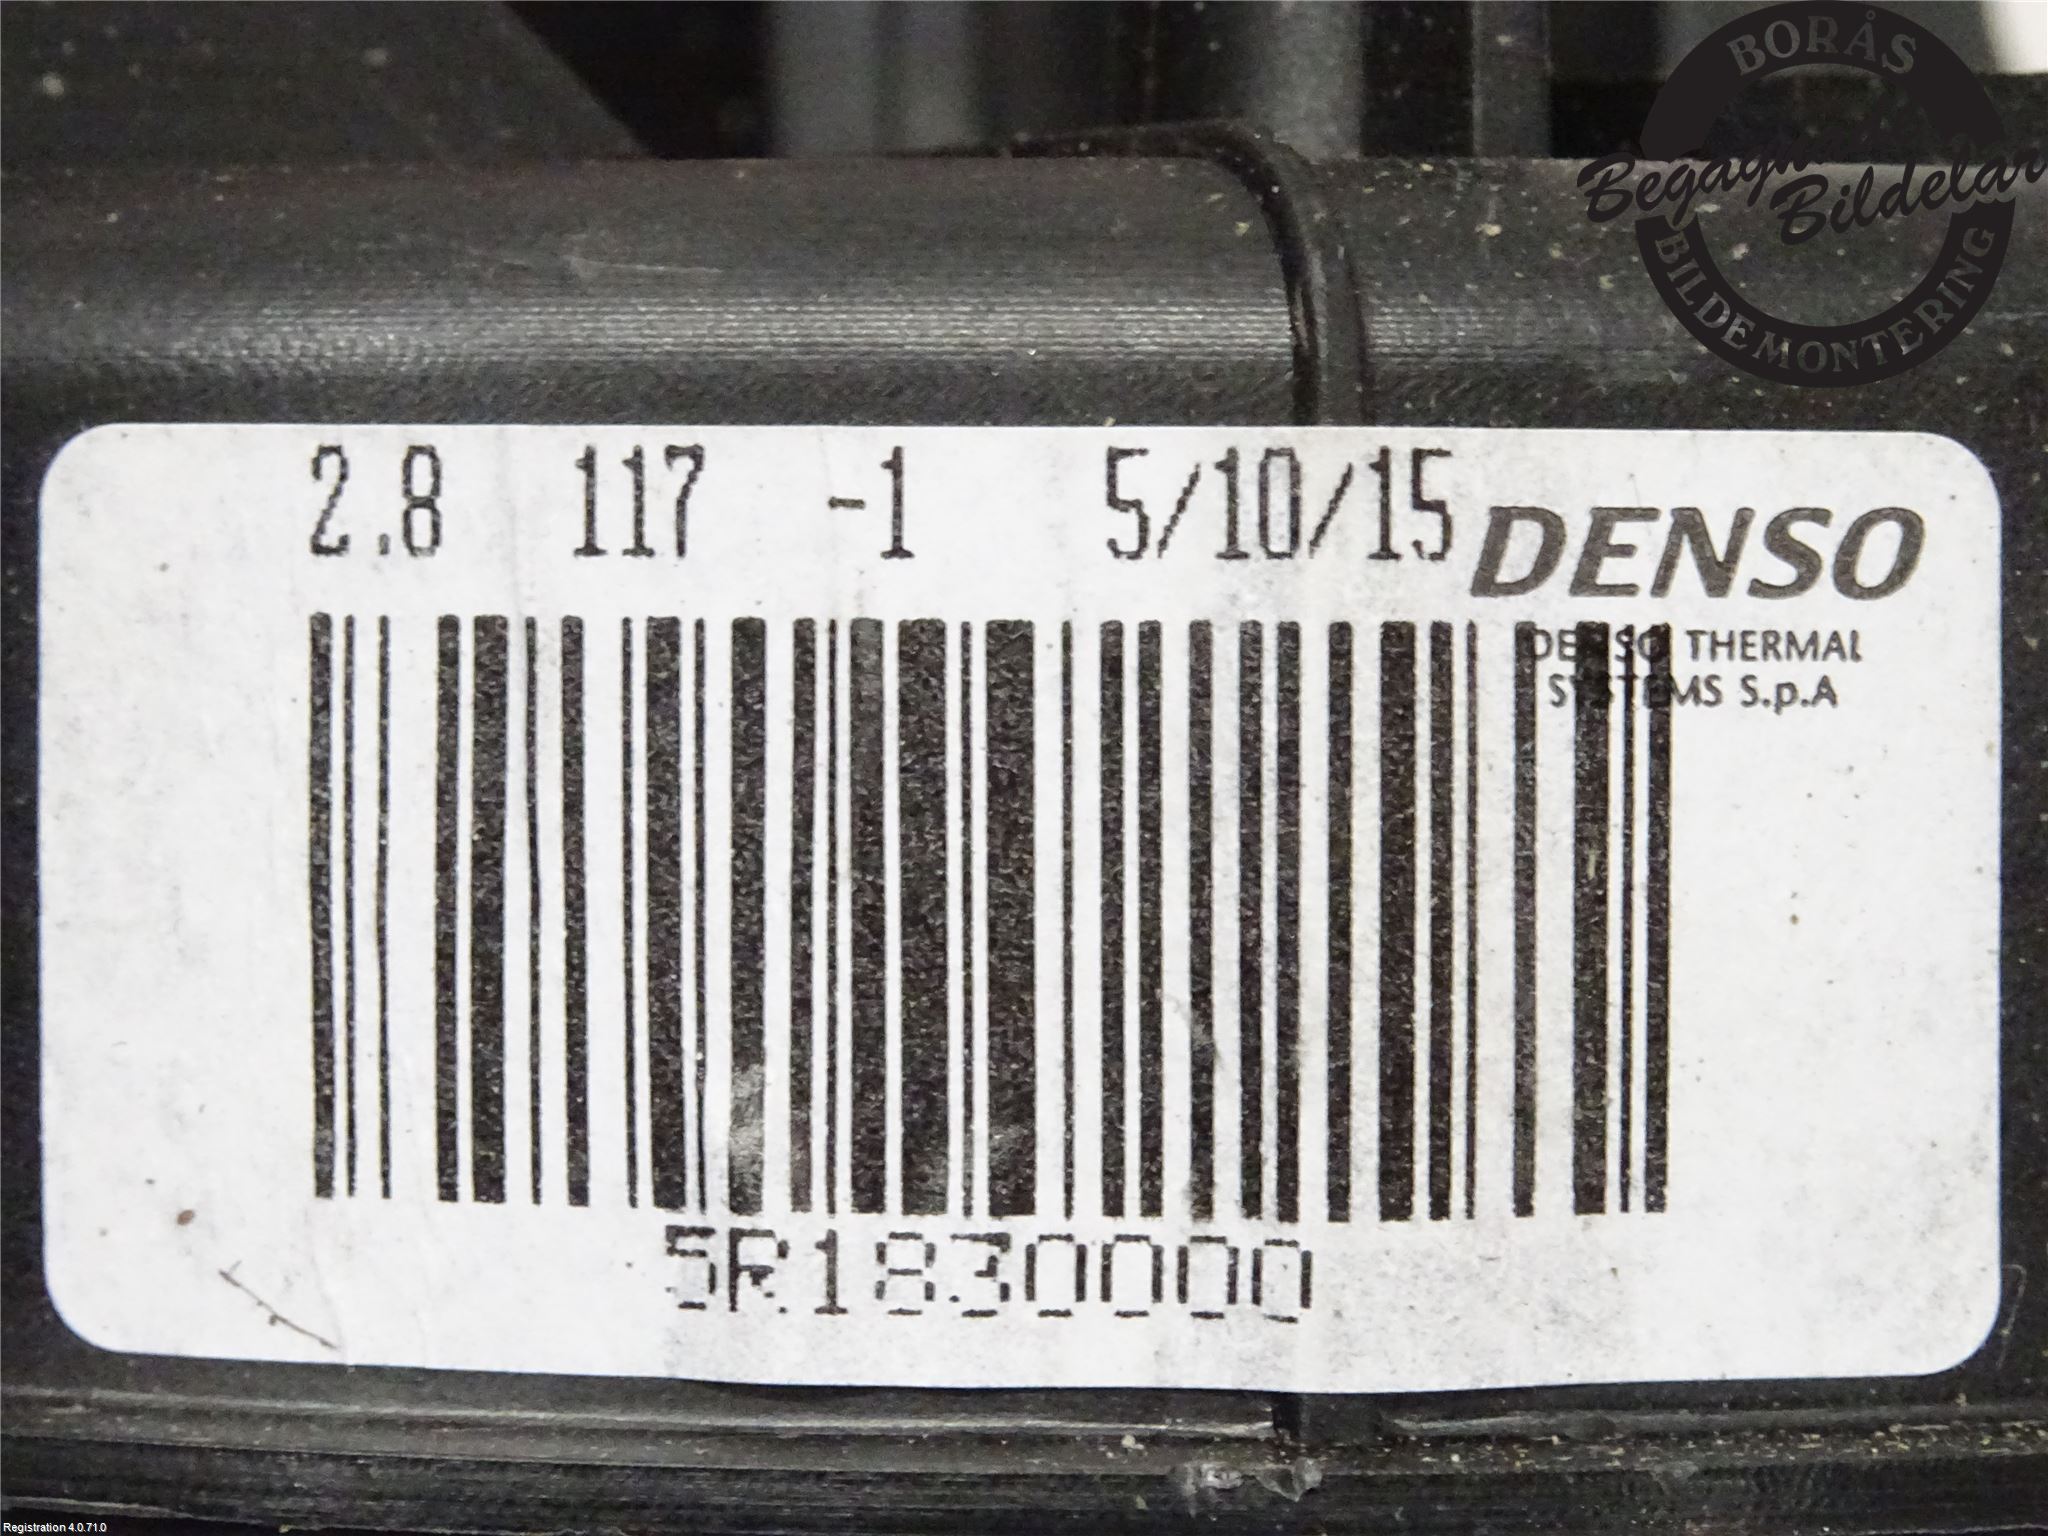 BORÅS
Begagnade Bildelar
BILDEMONTERING
2.8 117 -1 5/10/15
DENSO
DENSO THERMAL
SYSTEMS S.p.A
5R1830000
Registration 4.0.71.0